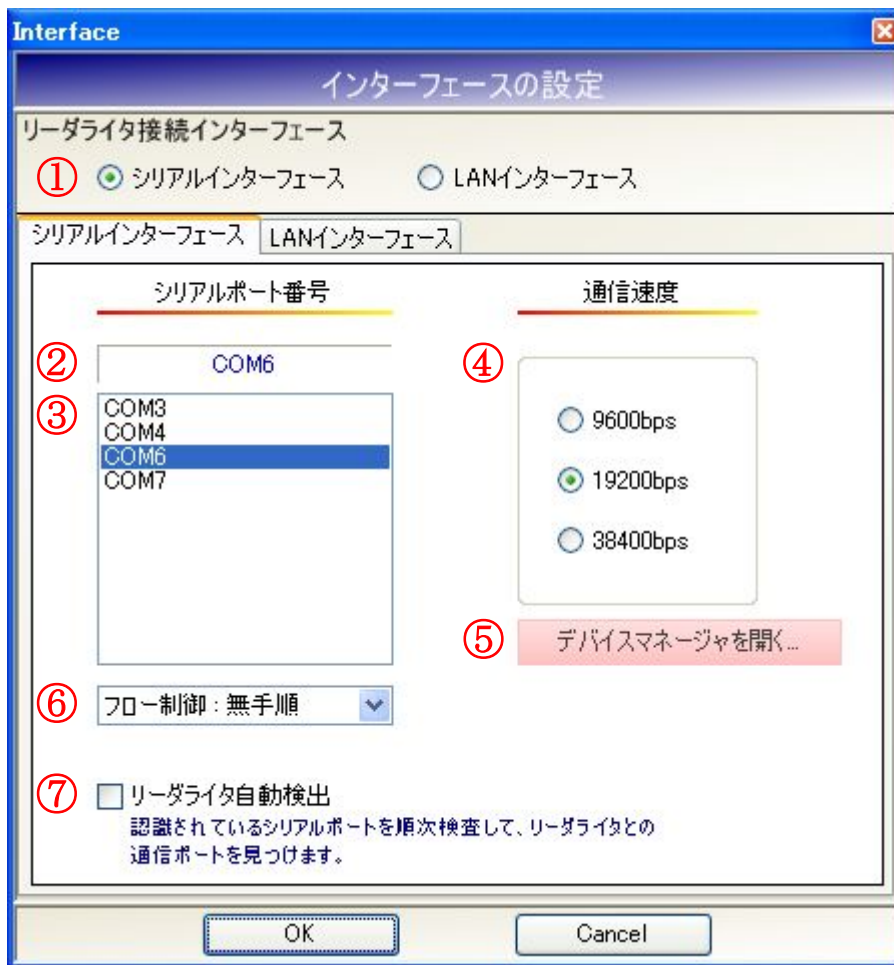 Interface
インターフェースの設定
リーダライタ接続インターフェース
① シリアルインターフェース LANインターフェース
シリアルインターフェース LANインターフェース
シリアルポート番号 通信速度
② COM6 ④
③ COM3
COM4
COM6
COM7
9600bps
19200bps
38400bps
⑤ デバイスマネージャを開く...
⑥ フロー制御：無手順
⑦ リーダライタ自動検出
認識されているシリアルポートを順次検査して、リーダライタとの
通信ポートを見つけます。
OK Cancel